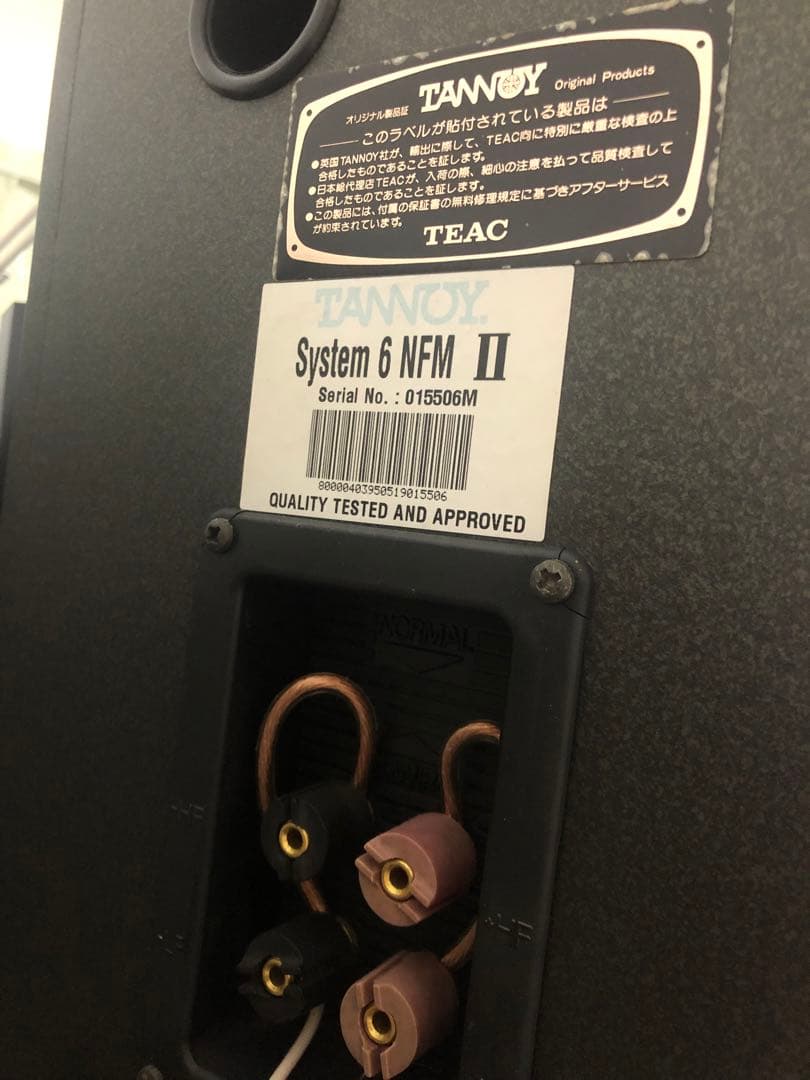 オリジナル製品証 TANNOY Original Products
このラベルが貼付されている製品は
●英国TANNOY社が、輸出に際して、TEAC向に特別に厳重な検査の上
合格したものであることを証します。
●日本総代理店TEACが、入荷の際、細心の注意を払って品質検査して
合格したものであることを証します。
●この製品には、付属の保証書の無料修理規定に基づきアフターサービス
が約束されています。
TEAC
TANNOY.
System 6 NFM II
Serial No. : 015506M
80000403950519015506
QUALITY TESTED AND APPROVED
NORMAL